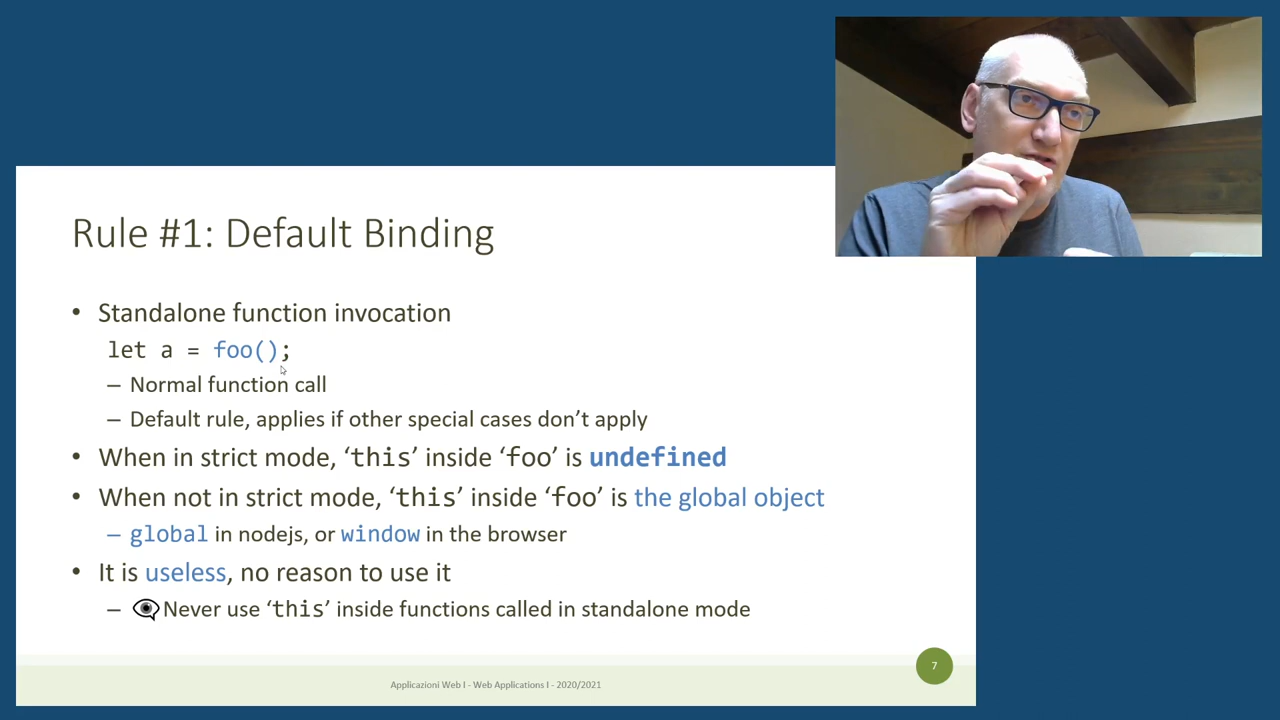 Rule #1: Default Binding
• Standalone function invocation
let a = foo();
– Normal function call
– Default rule, applies if other special cases don’t apply
• When in strict mode, ‘this’ inside ‘foo’ is undefined
• When not in strict mode, ‘this’ inside ‘foo’ is the global object
– global in nodejs, or window in the browser
• It is useless, no reason to use it
– Never use ‘this’ inside functions called in standalone mode
7
Applicazioni Web I - Web Applications I - 2020/2021